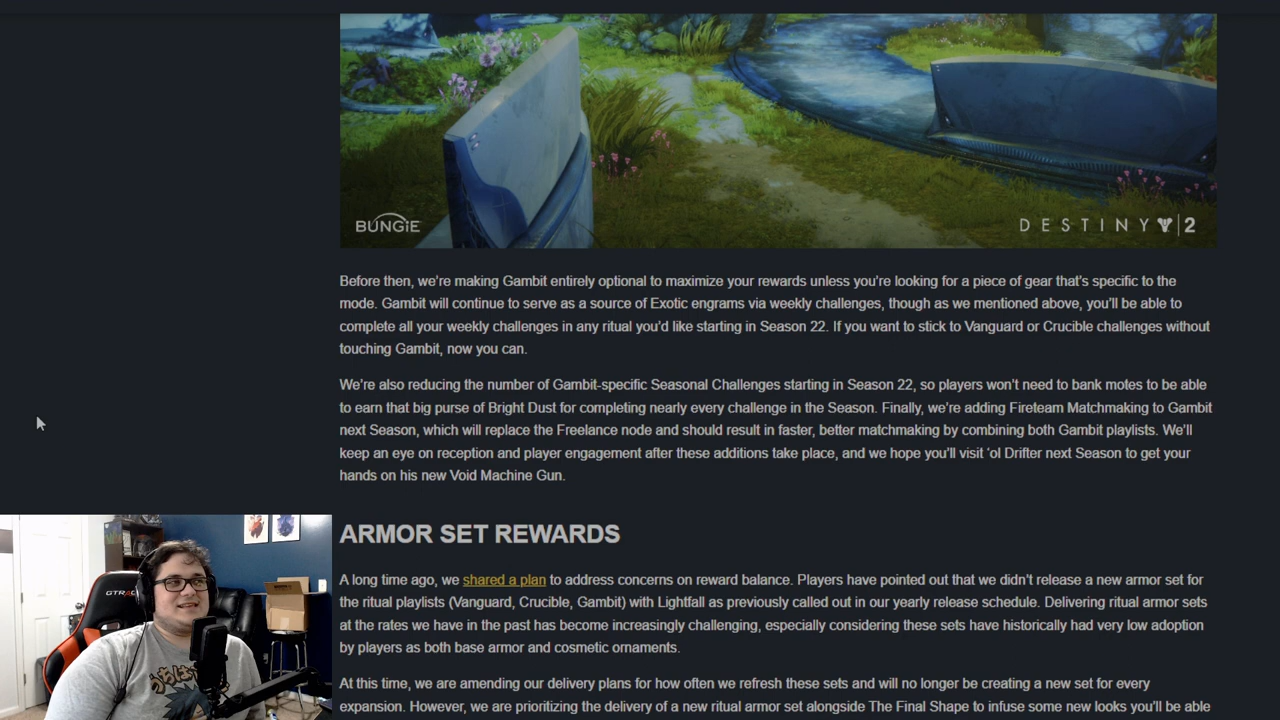 BUNGiE
DESTINY 2
Before then, we're making Gambit entirely optional to maximize your rewards unless you're looking for a piece of gear that's specific to the
mode. Gambit will continue to serve as a source of Exotic engrams via weekly challenges, though as we mentioned above, you'll be able to
complete all your weekly challenges in any ritual you'd like starting in Season 22. If you want to stick to Vanguard or Crucible challenges without
touching Gambit, now you can.
We're also reducing the number of Gambit-specific Seasonal Challenges starting in Season 22, so players won't need to bank motes to be able
to earn that big purse of Bright Dust for completing nearly every challenge in the Season. Finally, we're adding Fireteam Matchmaking to Gambit
next Season, which will replace the Freelance node and should result in faster, better matchmaking by combining both Gambit playlists. We'll
keep an eye on reception and player engagement after these additions take place, and we hope you'll visit 'ol Drifter next Season to get your
hands on his new Void Machine Gun.
ARMOR SET REWARDS
A long time ago, we shared a plan to address concerns on reward balance. Players have pointed out that we didn't release a new armor set for
the ritual playlists (Vanguard, Crucible, Gambit) with Lightfall as previously called out in our yearly release schedule. Delivering ritual armor sets
at the rates we have in the past has become increasingly challenging, especially considering these sets have historically had very low adoption
by players as both base armor and cosmetic ornaments.
At this time, we are amending our delivery plans for how often we refresh these sets and will no longer be creating a new set for every
expansion. However, we are prioritizing the delivery of a new ritual armor set alongside The Final Shape to infuse some new looks you'll be able